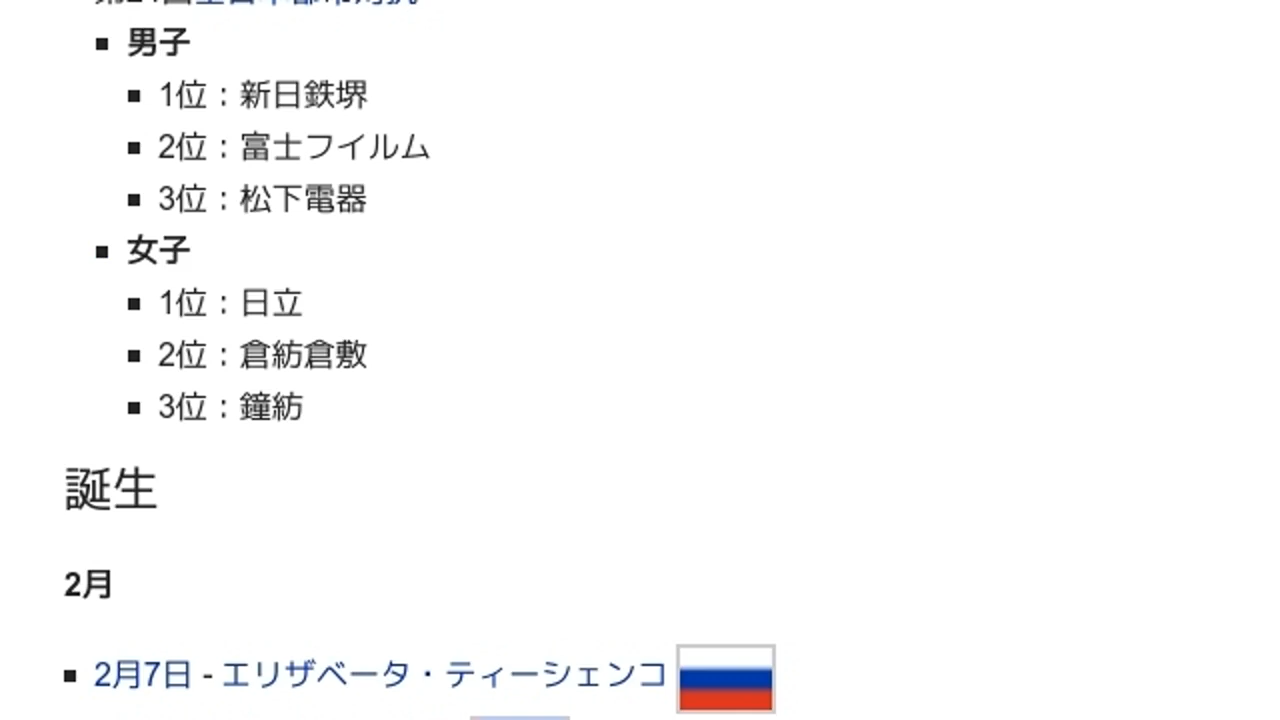 男子
1位：新日鉄堺
2位：富士フイルム
3位：松下電器
女子
1位：日立
2位：倉紡倉敷
3位：鐘紡
誕生
2月
2月7日 - エリザベータ・ティーシェンコ